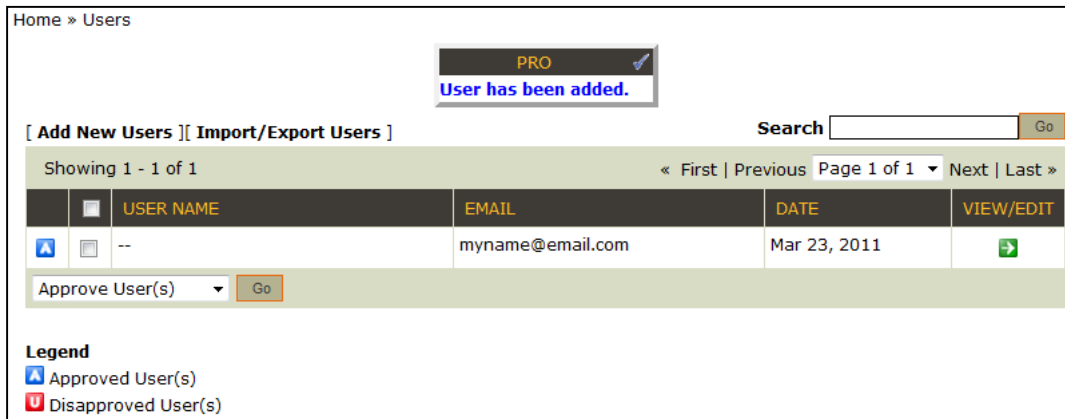 Home » Users
PRO
User has been added.
[ Add New Users ][ Import/Export Users ] Search Go
Showing 1 - 1 of 1 « First | Previous Page 1 of 1 Next | Last »
USER NAME EMAIL DATE VIEW/EDIT
A -- myname@email.com Mar 23, 2011
Approve User(s) Go
Legend
A Approved User(s)
U Disapproved User(s)